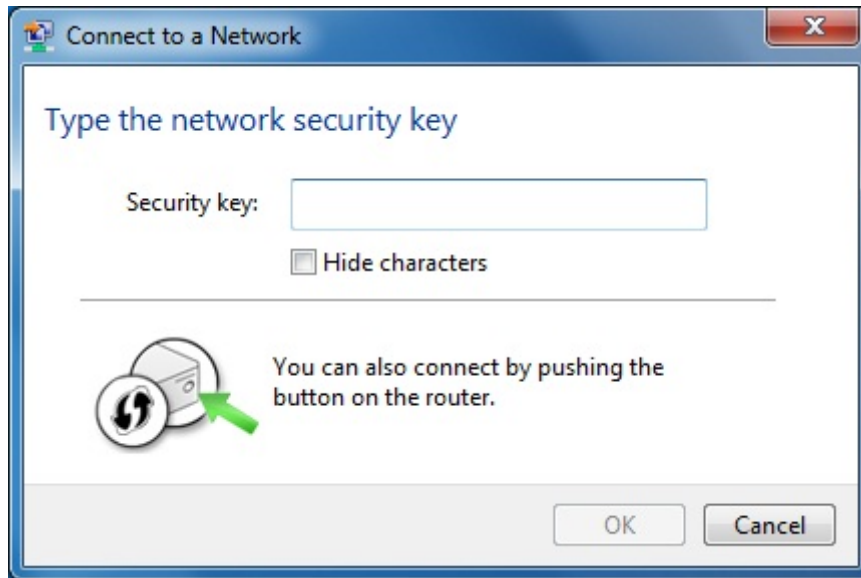 Connect to a Network
Type the network security key
Security key:
Hide characters
You can also connect by pushing the
button on the router.
OK
Cancel